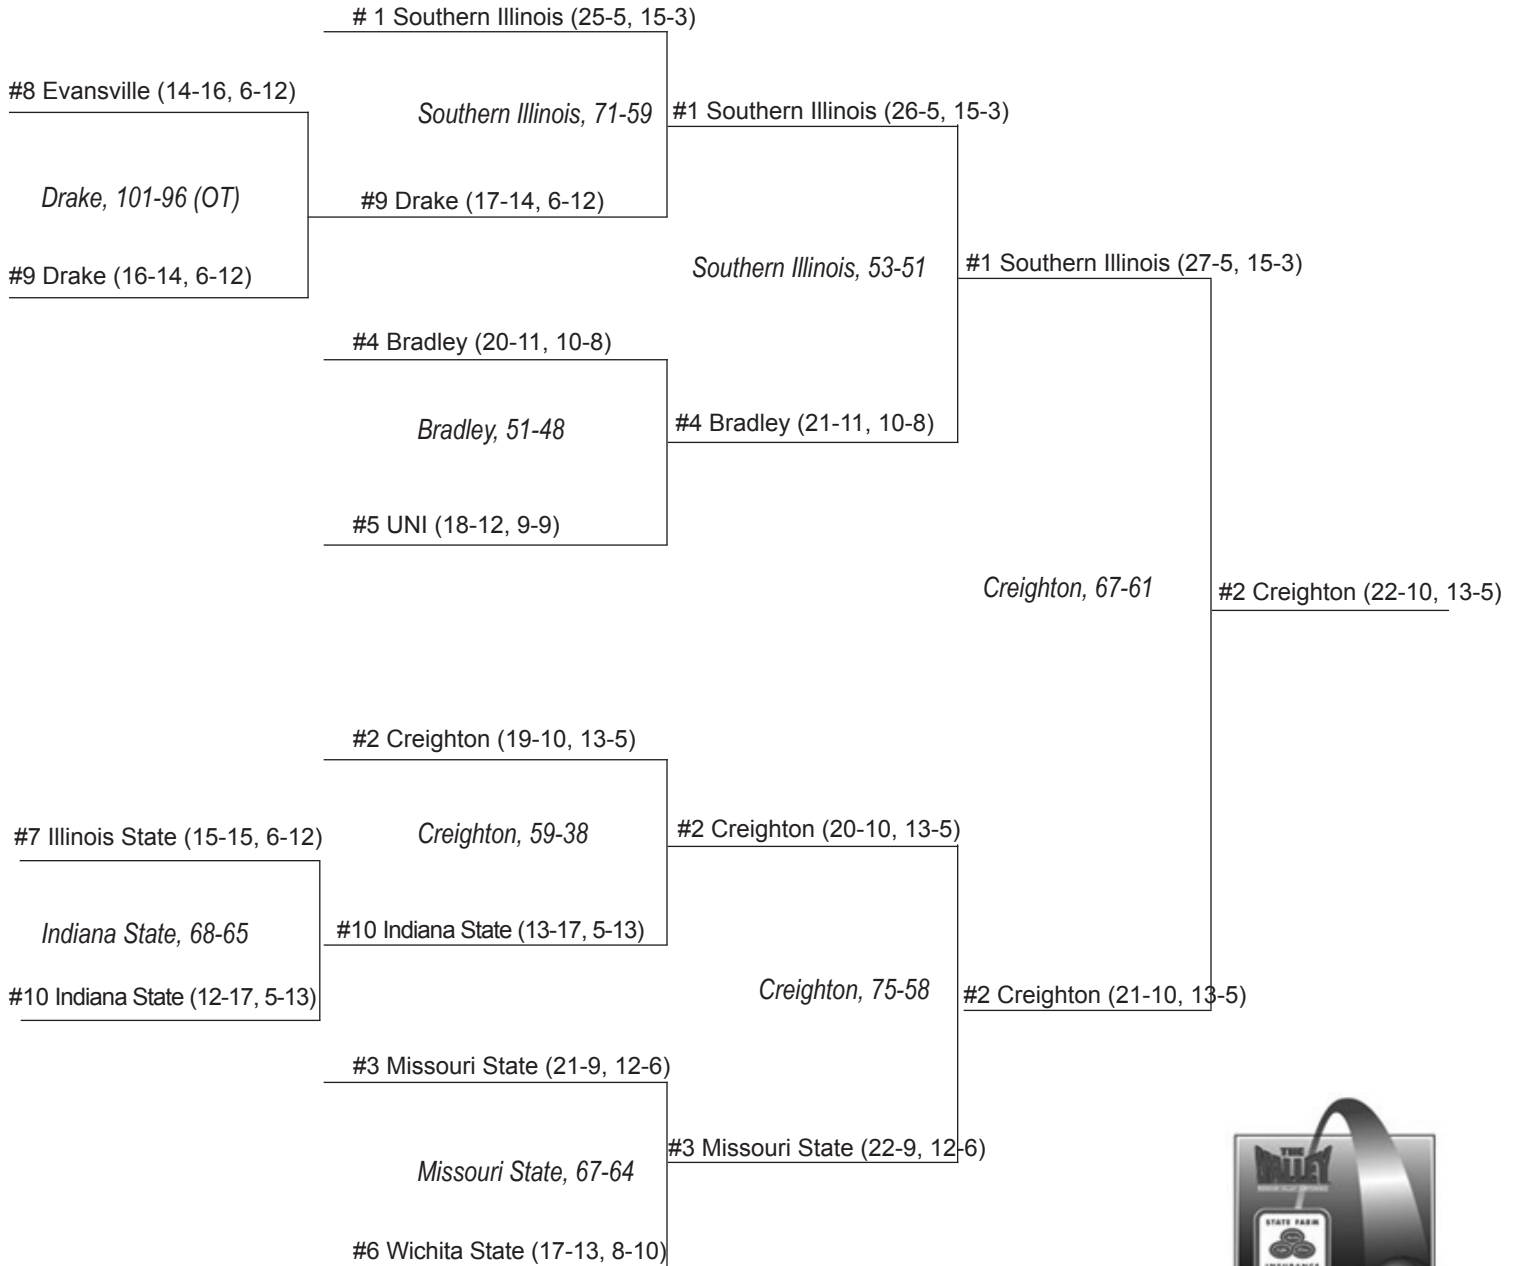 # 1 Southern Illinois (25-5, 15-3)
#8 Evansville (14-16, 6-12)
Southern Illinois, 71-59
#1 Southern Illinois (26-5, 15-3)
Drake, 101-96 (OT)
#9 Drake (17-14, 6-12)
#9 Drake (16-14, 6-12)
Southern Illinois, 53-51
#1 Southern Illinois (27-5, 15-3)
#4 Bradley (20-11, 10-8)
Bradley, 51-48
#4 Bradley (21-11, 10-8)
#5 UNI (18-12, 9-9)
Creighton, 67-61
#2 Creighton (22-10, 13-5)
#2 Creighton (19-10, 13-5)
#7 Illinois State (15-15, 6-12)
Creighton, 59-38
#2 Creighton (20-10, 13-5)
Indiana State, 68-65
#10 Indiana State (13-17, 5-13)
#10 Indiana State (12-17, 5-13)
Creighton, 75-58
#2 Creighton (21-10, 13-5)
#3 Missouri State (21-9, 12-6)
Missouri State, 67-64
#3 Missouri State (22-9, 12-6)
#6 Wichita State (17-13, 8-10)
THE
VALLEY
STATE FARM
INSURANCE